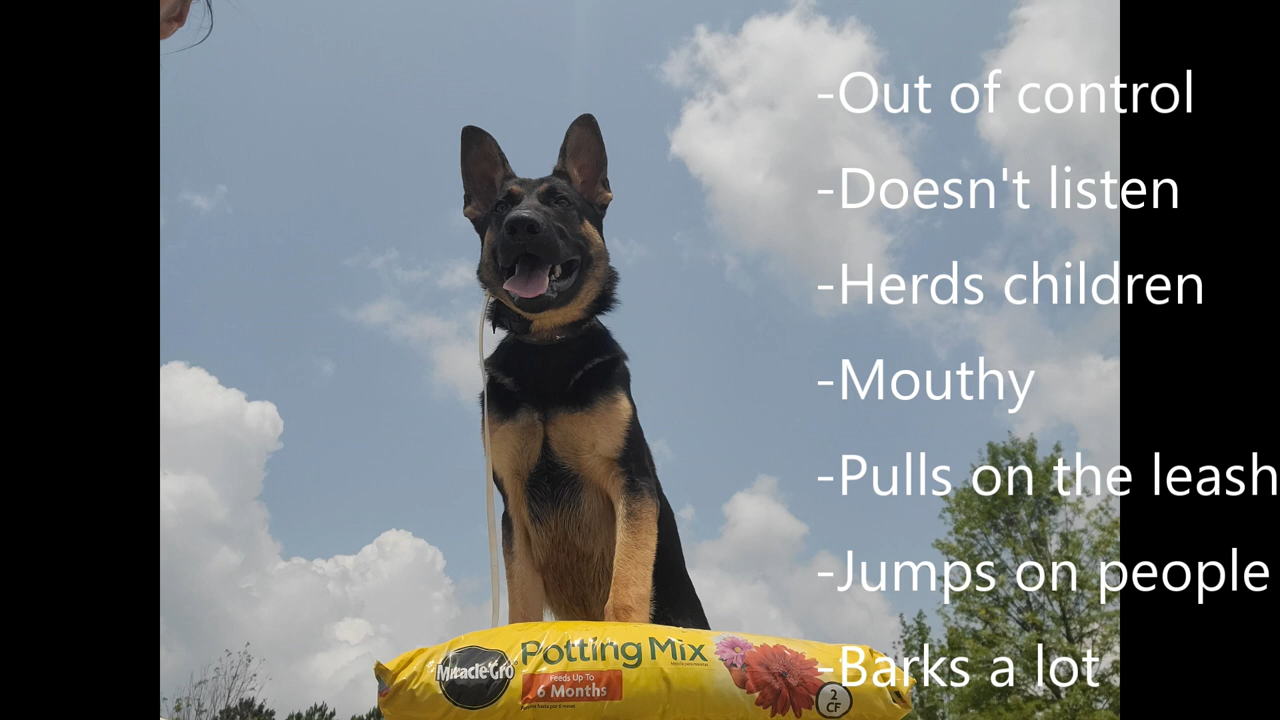 -Out of control
-Doesn't listen
-Herds children
-Mouthy
-Pulls on the leash
-Jumps on people
-Barks a lot
Miracle-Gro
Potting Mix
Feeds Up To
6 Months
2
CF